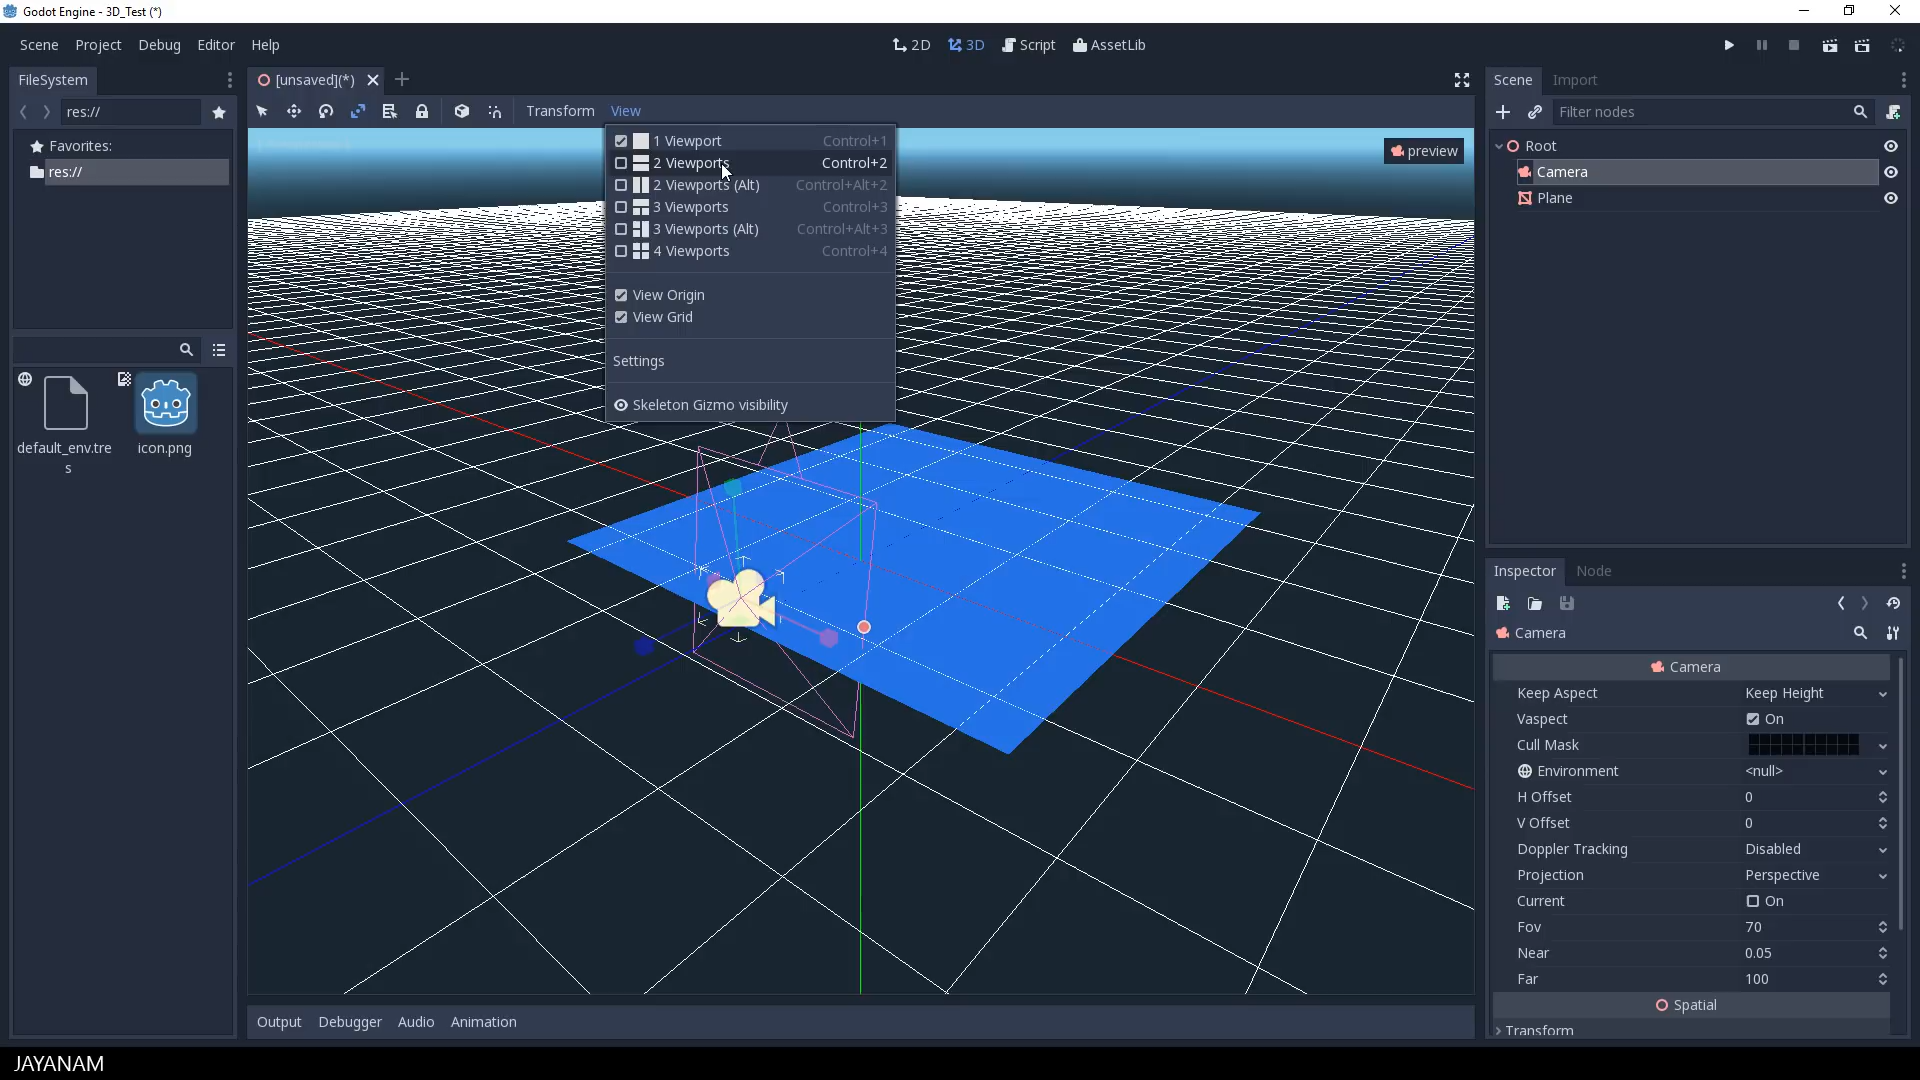 Godot Engine - 3D_Test (*)
Scene Project Debug Editor Help
2D 3D Script AssetLib
FileSystem
[unsaved](*)
Scene Import
res://
Transform View
Filter nodes
Favorites:
res://
1 Viewport Control+1
2 Viewports Control+2
2 Viewports (Alt) Control+Alt+2
3 Viewports Control+3
3 Viewports (Alt) Control+Alt+3
4 Viewports Control+4
View Origin
View Grid
Settings
Skeleton Gizmo visibility
preview
Root
Camera
Plane
default_env.tre
s
icon.png
Inspector Node
Camera
Camera
Keep Aspect Keep Height
Vaspect On
Cull Mask
Environment <null>
H Offset 0
V Offset 0
Doppler Tracking Disabled
Projection Perspective
Current On
Fov 70
Near 0.05
Far 100
Spatial
Transform
Output Debugger Audio Animation
JAYANAM